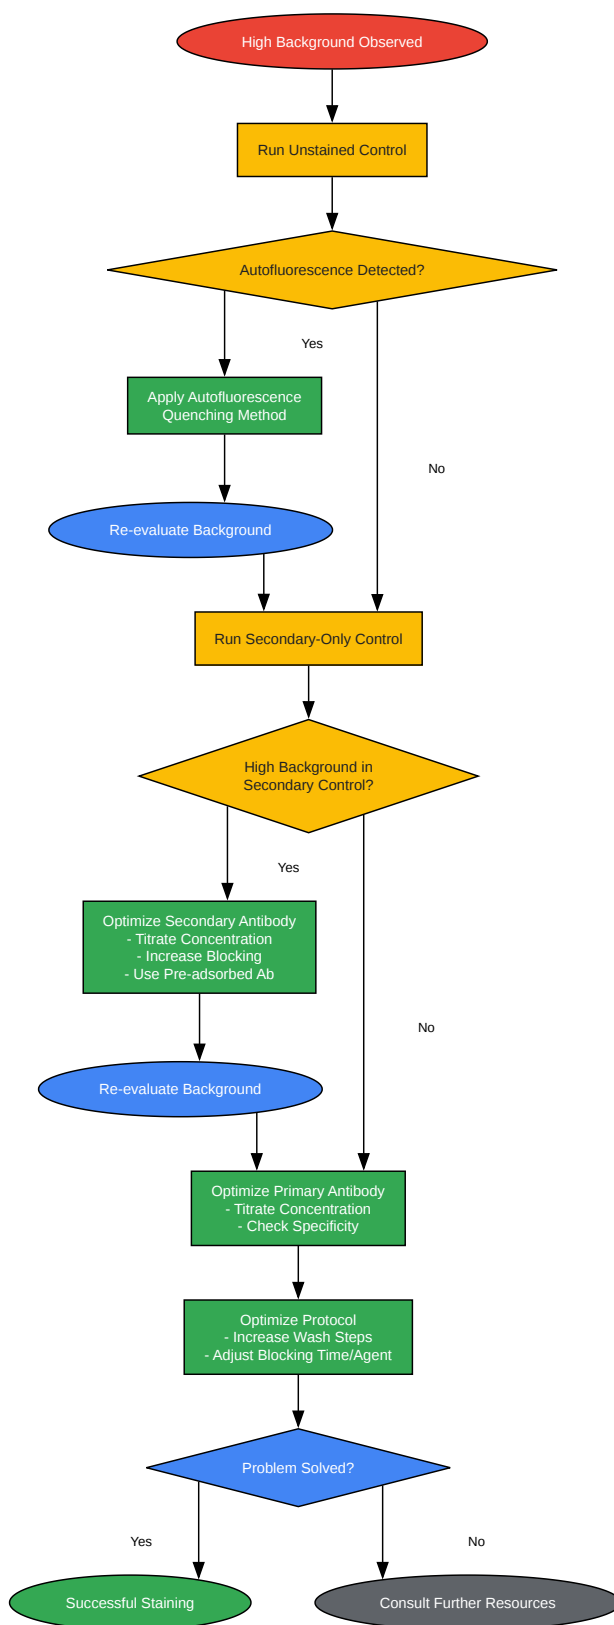 High Background Observed
Run Unstained Control
Autofluorescence Detected?
Yes
Apply Autofluorescence
Quenching Method
No
Re-evaluate Background
Run Secondary-Only Control
High Background in
Secondary Control?
Yes
Optimize Secondary Antibody
- Titrate Concentration
- Increase Blocking
- Use Pre-adsorbed Ab
No
Re-evaluate Background
Optimize Primary Antibody
- Titrate Concentration
- Check Specificity
Optimize Protocol
- Increase Wash Steps
- Adjust Blocking Time/Agent
Problem Solved?
Yes
No
Successful Staining
Consult Further Resources